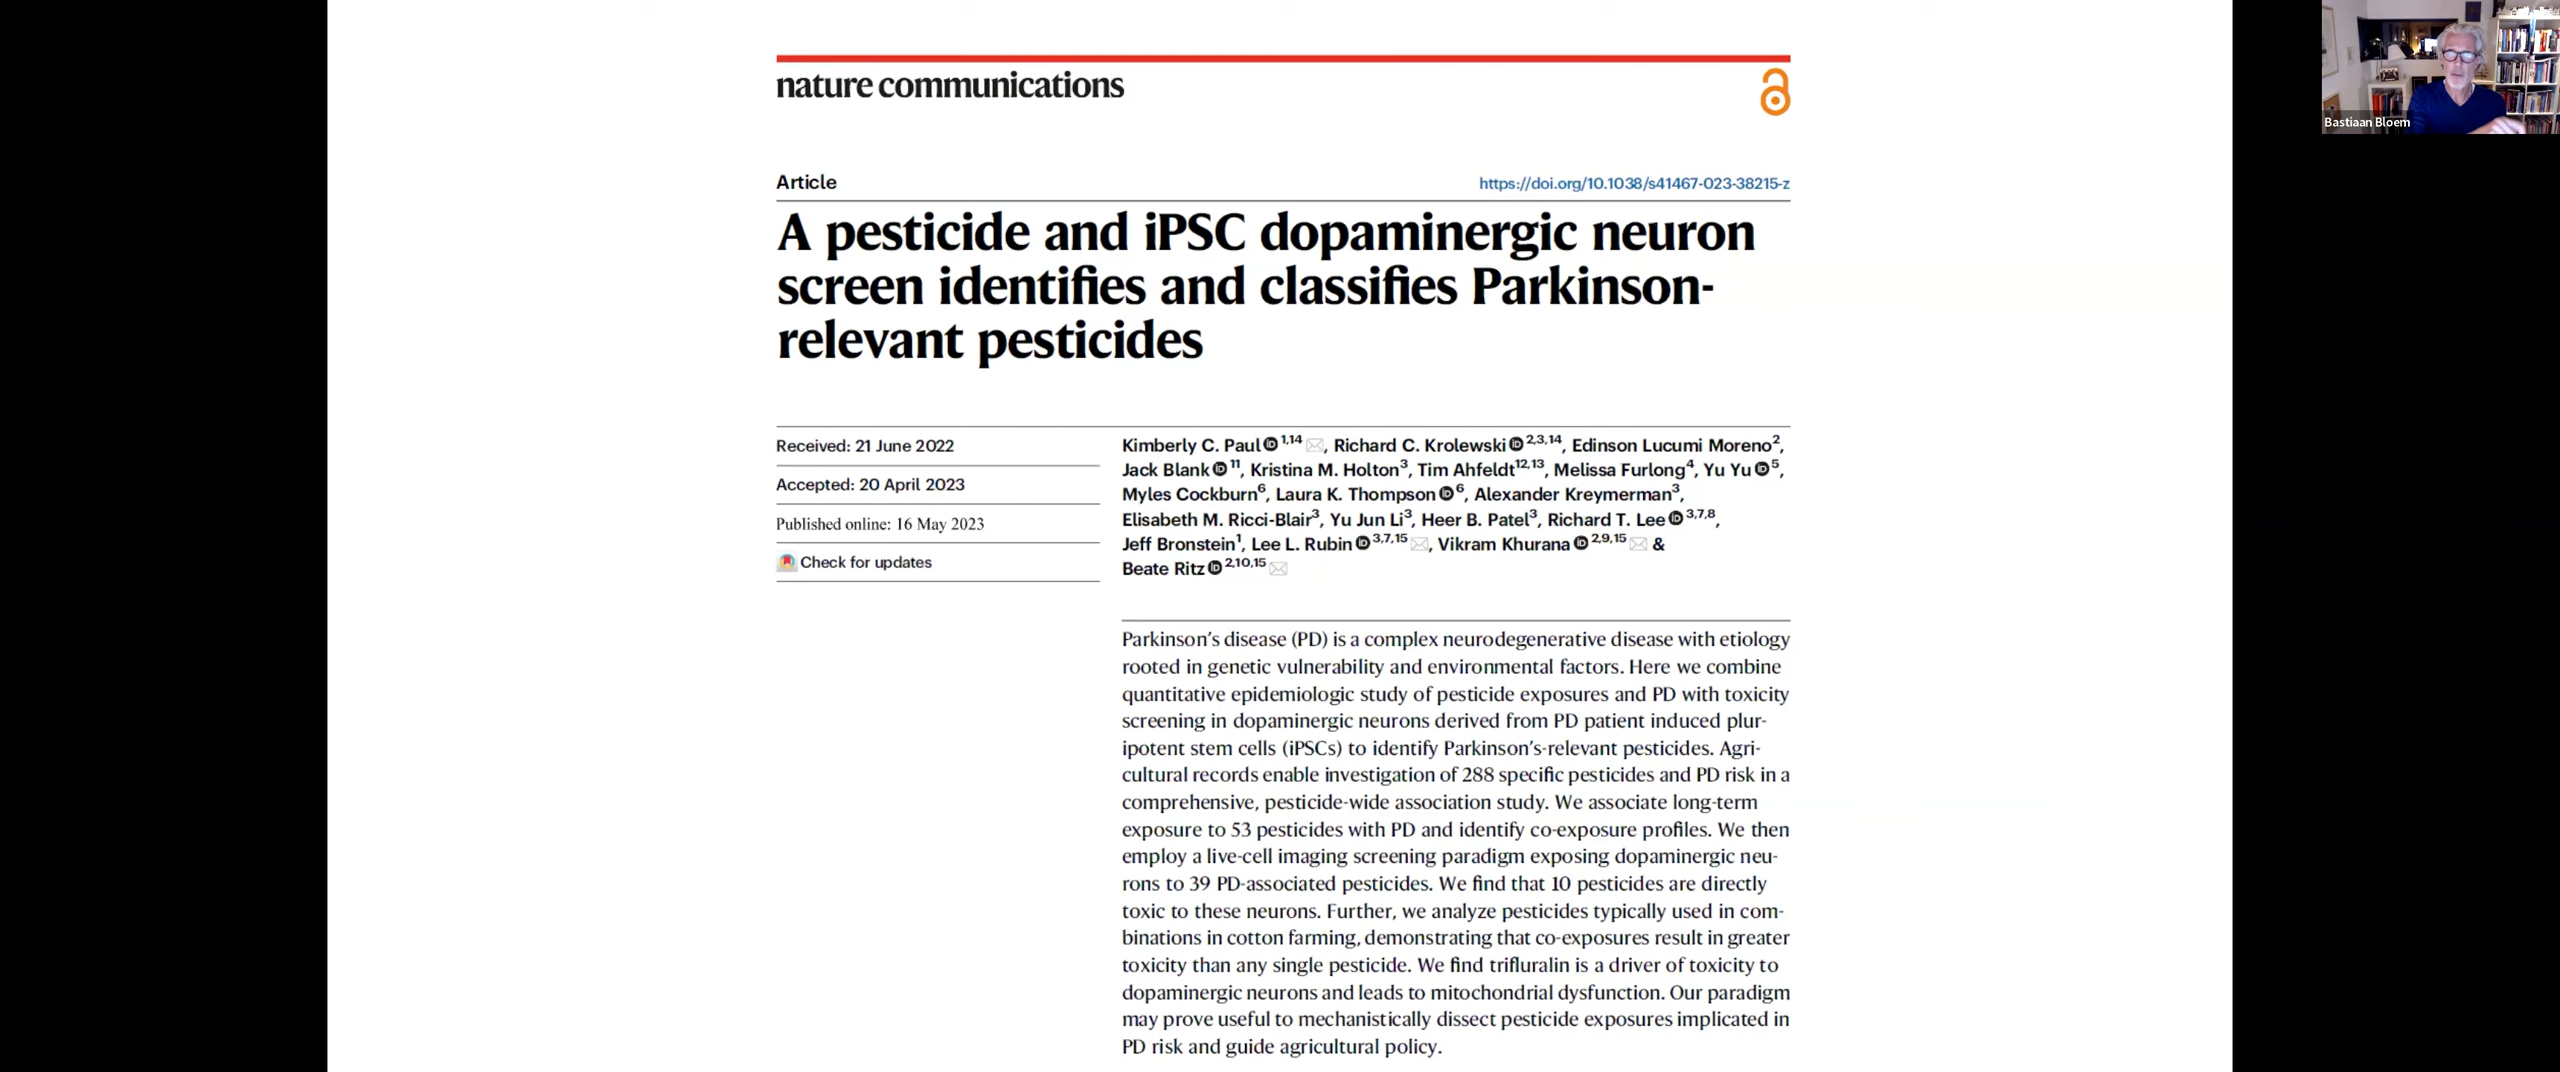 nature communications
Article
https://doi.org/10.1038/s41467-023-38215-z
A pesticide and iPSC dopaminergic neuron
screen identifies and classifies Parkinson-
relevant pesticides
Received: 21 June 2022
Accepted: 20 April 2023
Published online: 16 May 2023
Check for updates
Kimberly C. Paul 1,14, Richard C. Krolewski 2,3,14, Edinson Lucumi Moreno2,
Jack Blank 11, Kristina M. Holton3, Tim Ahfeldt12,13, Melissa Furlong4, Yu Yu 5,
Myles Cockburn6, Laura K. Thompson 6, Alexander Kreymerman3,
Elisabeth M. Ricci-Blair3, Yu Jun Li3, Heer B. Patel3, Richard T. Lee 3,7,8,
Jeff Bronstein1, Lee L. Rubin 3,7,15, Vikram Khurana 2,9,15 &
Beate Ritz 2,10,15
Parkinson’s disease (PD) is a complex neurodegenerative disease with etiology
rooted in genetic vulnerability and environmental factors. Here we combine
quantitative epidemiologic study of pesticide exposures and PD with toxicity
screening in dopaminergic neurons derived from PD patient induced plur-
ipotent stem cells (iPSCs) to identify Parkinson’s-relevant pesticides. Agri-
cultural records enable investigation of 288 specific pesticides and PD risk in a
comprehensive, pesticide-wide association study. We associate long-term
exposure to 53 pesticides with PD and identify co-exposure profiles. We then
employ a live-cell imaging screening paradigm exposing dopaminergic neu-
rons to 39 PD-associated pesticides. We find that 10 pesticides are directly
toxic to these neurons. Further, we analyze pesticides typically used in com-
binations in cotton farming, demonstrating that co-exposures result in greater
toxicity than any single pesticide. We find trifluralin is a driver of toxicity to
dopaminergic neurons and leads to mitochondrial dysfunction. Our paradigm
may prove useful to mechanistically dissect pesticide exposures implicated in
PD risk and guide agricultural policy.
Bastiaan Bloem